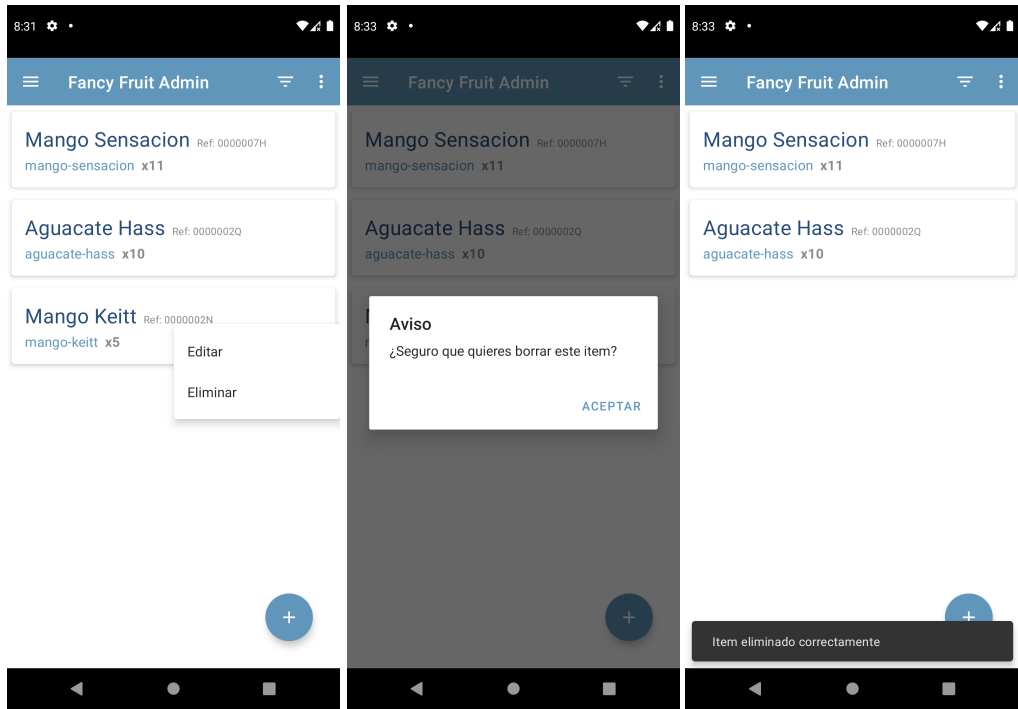 8:31
Fancy Fruit Admin
Mango Sensacion Ref: 0000007H
mango-sensacion x11
Aguacate Hass Ref: 0000002Q
aguacate-hass x10
Mango Keitt Ref: 0000002N
mango-keitt x5
Editar
Eliminar
8:33
Fancy Fruit Admin
Mango Sensacion Ref: 0000007H
mango-sensacion x11
Aguacate Hass Ref: 0000002Q
aguacate-hass x10
Aviso
¿Seguro que quieres borrar este item?
ACEPTAR
8:33
Fancy Fruit Admin
Mango Sensacion Ref: 0000007H
mango-sensacion x11
Aguacate Hass Ref: 0000002Q
aguacate-hass x10
Item eliminado correctamente